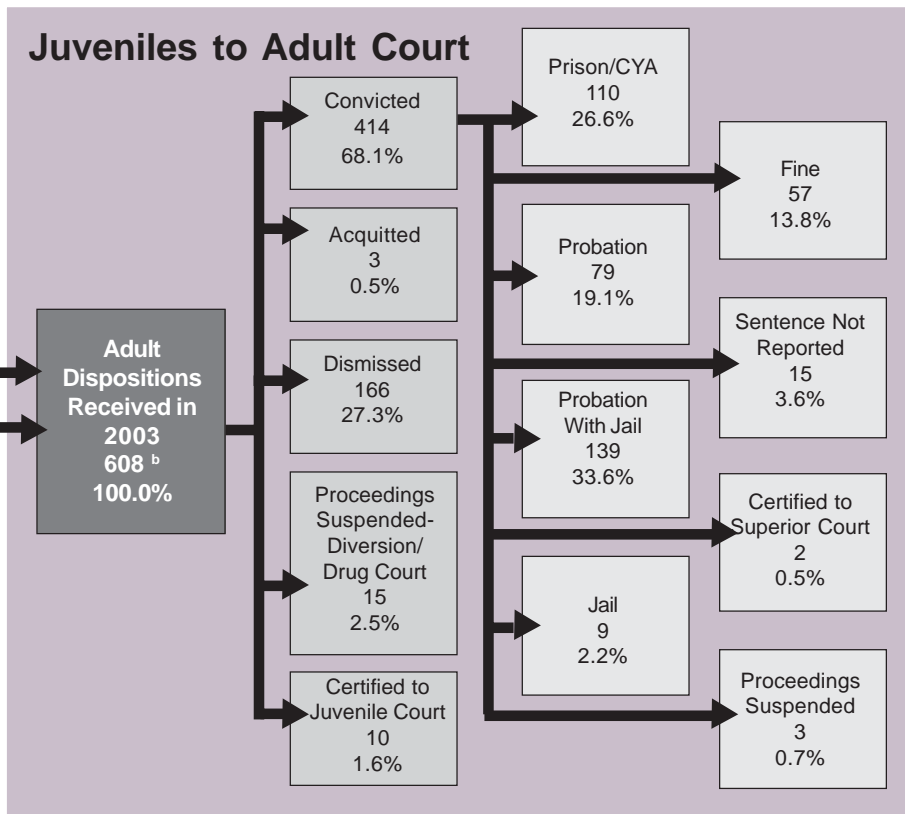 Juveniles to Adult Court
Adult
Dispositions
Received in
2003
608 b
100.0%
Convicted
414
68.1%
Acquitted
3
0.5%
Dismissed
166
27.3%
Proceedings
Suspended-
Diversion/
Drug Court
15
2.5%
Certified to
Juvenile Court
10
1.6%
Prison/CYA
110
26.6%
Fine
57
13.8%
Probation
79
19.1%
Sentence Not
Reported
15
3.6%
Probation
With Jail
139
33.6%
Certified to
Superior Court
2
0.5%
Jail
9
2.2%
Proceedings
Suspended
3
0.7%